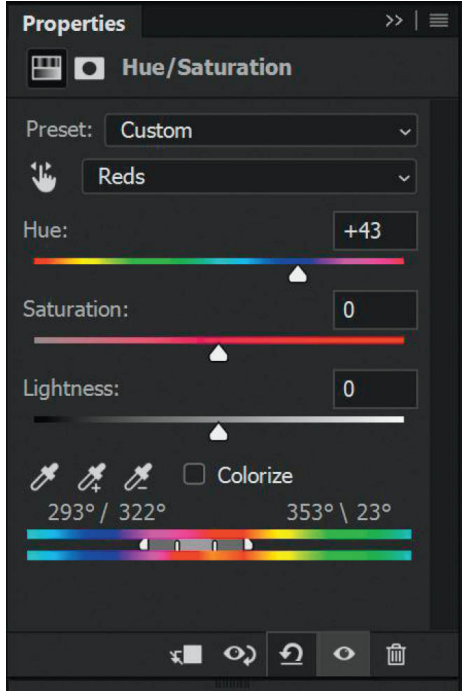 Properties
Hue/Saturation
Preset: Custom
Reds
Hue: +43
Saturation: 0
Lightness: 0
Colorize
293° / 322° 353° \ 23°